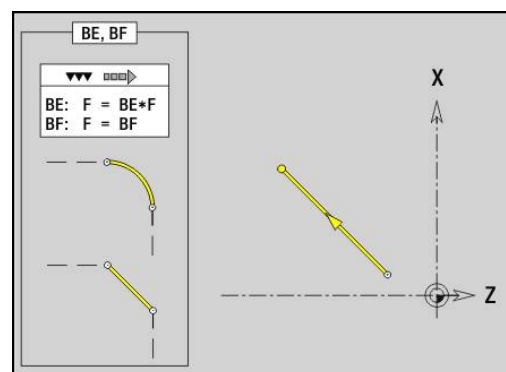 BE, BF
BE: F = BE*F
BF: F = BF
X
Z